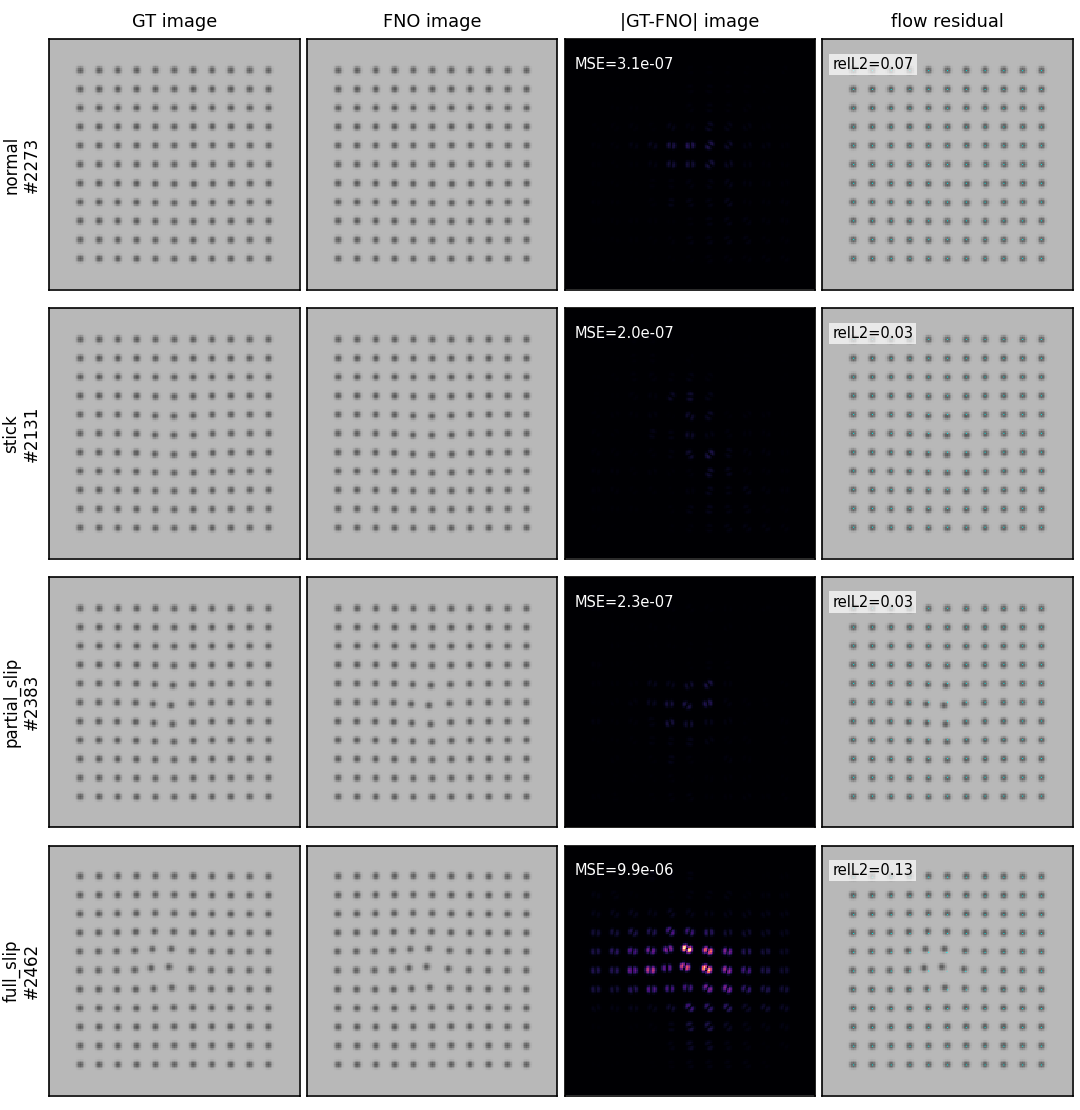 GT image
FNO image
|GT-FNO| image
flow residual
normal
#2273
MSE=3.1e-07
relL2=0.07
stick
#2131
MSE=2.0e-07
relL2=0.03
partial_slip
#2383
MSE=2.3e-07
relL2=0.03
full_slip
#2462
MSE=9.9e-06
relL2=0.13